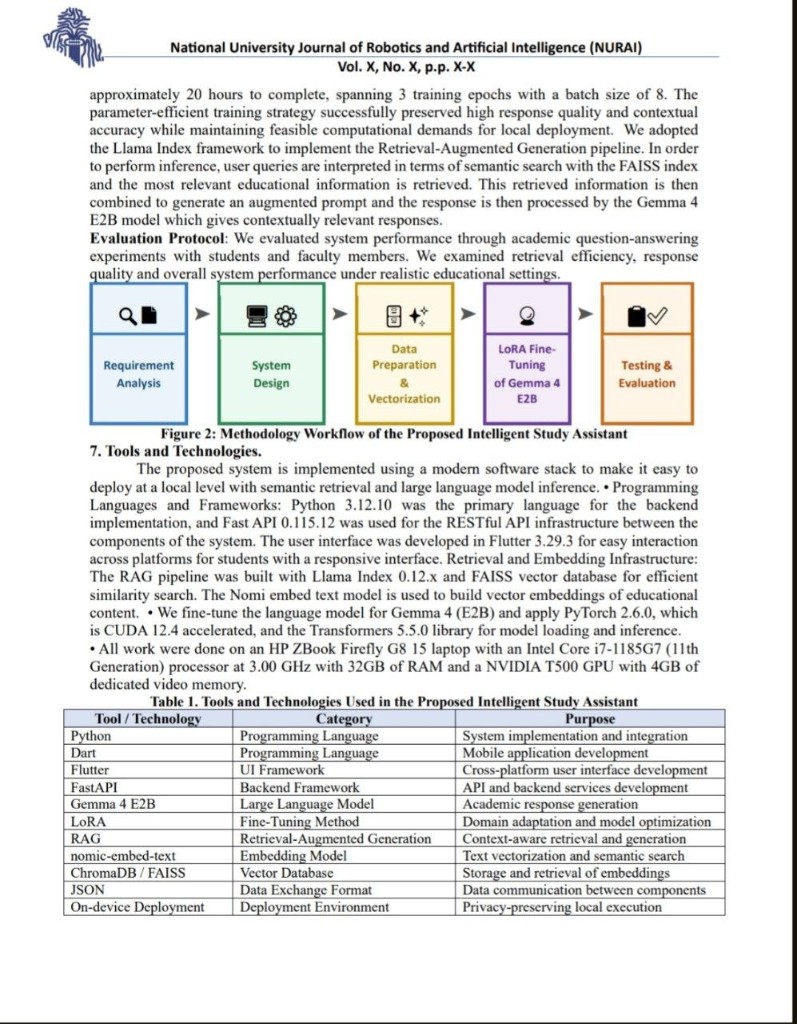 National University Journal of Robotics and Artificial Intelligence (NURAI)
Vol. X, No. X, p.p. X-X
approximately 20 hours to complete, spanning 3 training epochs with a batch size of 8. The
parameter-efficient training strategy successfully preserved high response quality and contextual
accuracy while maintaining feasible computational demands for local deployment. We adopted
the Llama Index framework to implement the Retrieval-Augmented Generation pipeline. In order
to perform inference, user queries are interpreted in terms of semantic search with the FAISS index
and the most relevant educational information is retrieved. This retrieved information is then
combined to generate an augmented prompt and the response is then processed by the Gemma 4
E2B model which gives contextually relevant responses.
Evaluation Protocol: We evaluated system performance through academic question-answering
experiments with students and faculty members. We examined retrieval efficiency, response
quality and overall system performance under realistic educational settings.
Requirement
Analysis
System
Design
Data
Preparation
&
Vectorization
LoRA Fine-
Tuning
of Gemma 4
E2B
Testing &
Evaluation
Figure 2: Methodology Workflow of the Proposed Intelligent Study Assistant
7. Tools and Technologies.
The proposed system is implemented using a modern software stack to make it easy to
deploy at a local level with semantic retrieval and large language model inference. • Programming
Languages and Frameworks: Python 3.12.10 was the primary language for the backend
implementation, and Fast API 0.115.12 was used for the RESTful API infrastructure between the
components of the system. The user interface was developed in Flutter 3.29.3 for easy interaction
across platforms for students with a responsive interface. Retrieval and Embedding Infrastructure:
The RAG pipeline was built with Llama Index 0.12.x and FAISS vector database for efficient
similarity search. The Nomi embed text model is used to build vector embeddings of educational
content. • We fine-tune the language model for Gemma 4 (E2B) and apply PyTorch 2.6.0, which
is CUDA 12.4 accelerated, and the Transformers 5.5.0 library for model loading and inference.
• All work were done on an HP ZBook Firefly G8 15 laptop with an Intel Core i7-1185G7 (11th
Generation) processor at 3.00 GHz with 32GB of RAM and a NVIDIA T500 GPU with 4GB of
dedicated video memory.
Table 1. Tools and Technologies Used in the Proposed Intelligent Study Assistant
Tool / Technology Category Purpose
Python Programming Language System implementation and integration
Dart Programming Language Mobile application development
Flutter UI Framework Cross-platform user interface development
FastAPI Backend Framework API and backend services development
Gemma 4 E2B Large Language Model Academic response generation
LoRA Fine-Tuning Method Domain adaptation and model optimization
RAG Retrieval-Augmented Generation Context-aware retrieval and generation
nomic-embed-text Embedding Model Text vectorization and semantic search
ChromaDB / FAISS Vector Database Storage and retrieval of embeddings
JSON Data Exchange Format Data communication between components
On-device Deployment Deployment Environment Privacy-preserving local execution